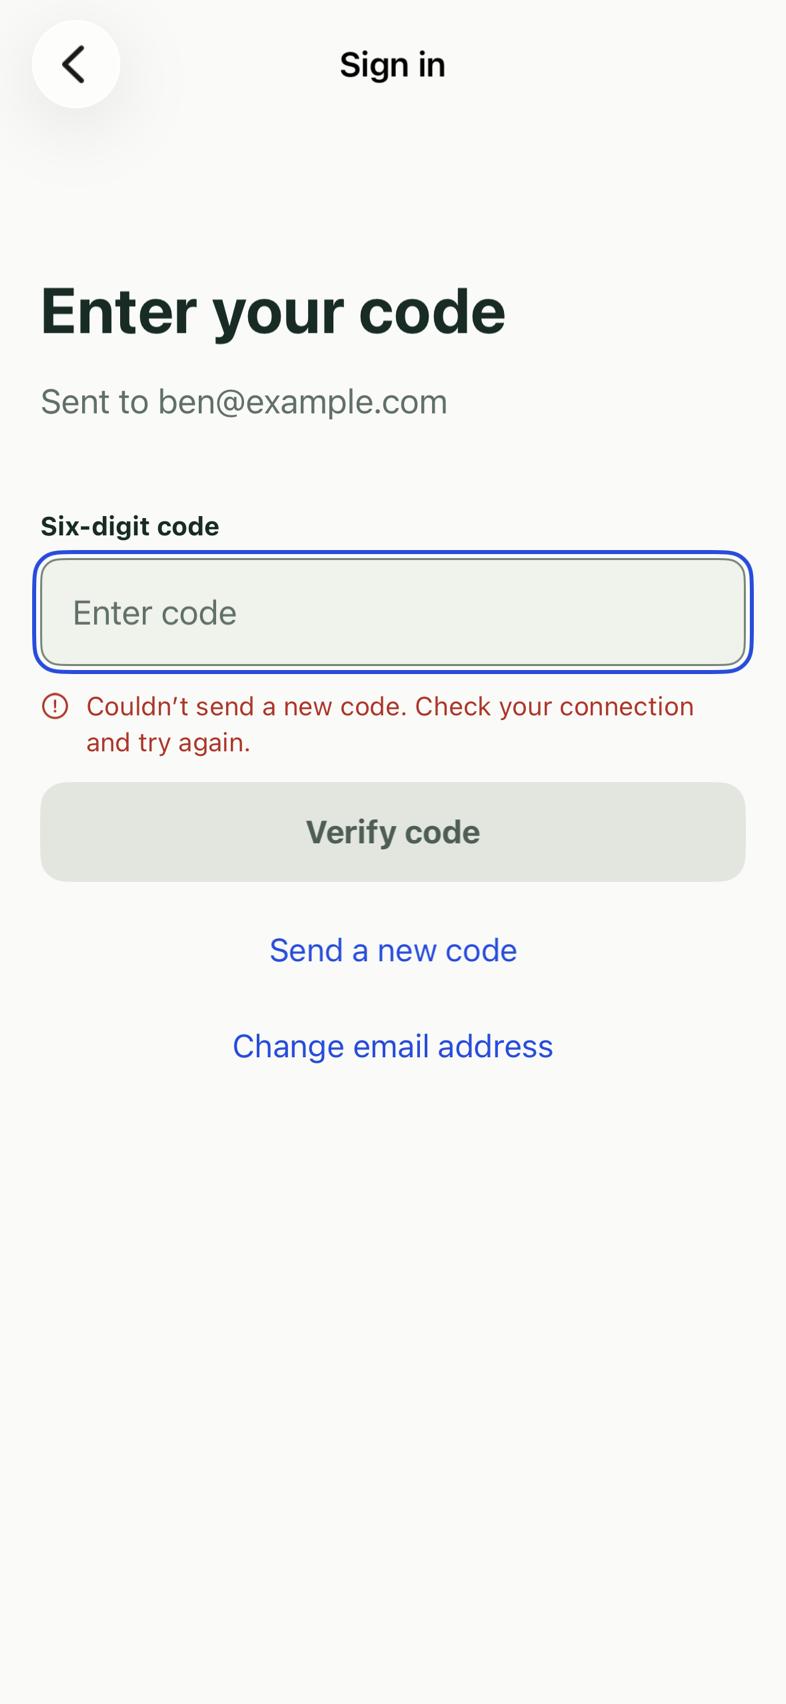 Sign in
Enter your code
Sent to ben@example.com
Six-digit code
Enter code
Couldn’t send a new code. Check your connection
and try again.
Verify code
Send a new code
Change email address